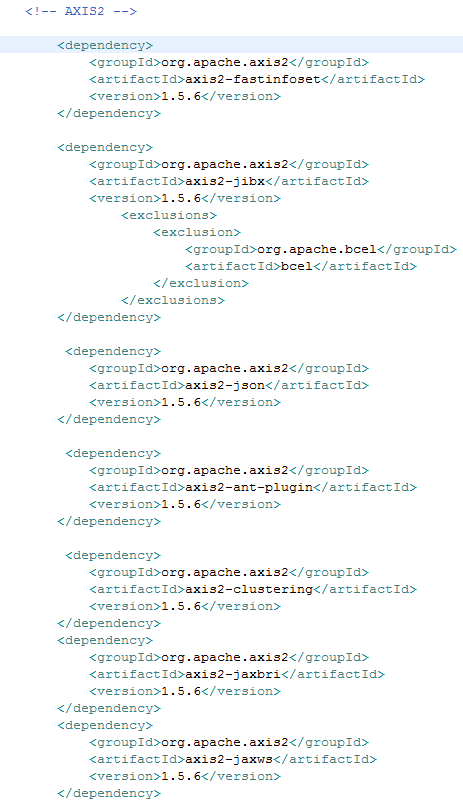 <!-- AXIS2 -->
<dependency>
<groupId>org.apache.axis2</groupId>
<artifactId>axis2-fastinfoset</artifactId>
<version>1.5.6</version>
</dependency>
<dependency>
<groupId>org.apache.axis2</groupId>
<artifactId>axis2-jibx</artifactId>
<version>1.5.6</version>
<exclusions>
<exclusion>
<groupId>org.apache.bcel</groupId>
<artifactId>bcel</artifactId>
</exclusion>
</exclusions>
</dependency>
<dependency>
<groupId>org.apache.axis2</groupId>
<artifactId>axis2-json</artifactId>
<version>1.5.6</version>
</dependency>
<dependency>
<groupId>org.apache.axis2</groupId>
<artifactId>axis2-ant-plugin</artifactId>
<version>1.5.6</version>
</dependency>
<dependency>
<groupId>org.apache.axis2</groupId>
<artifactId>axis2-clustering</artifactId>
<version>1.5.6</version>
</dependency>
<dependency>
<groupId>org.apache.axis2</groupId>
<artifactId>axis2-jaxbri</artifactId>
<version>1.5.6</version>
</dependency>
<dependency>
<groupId>org.apache.axis2</groupId>
<artifactId>axis2-jaxws</artifactId>
<version>1.5.6</version>
</dependency>